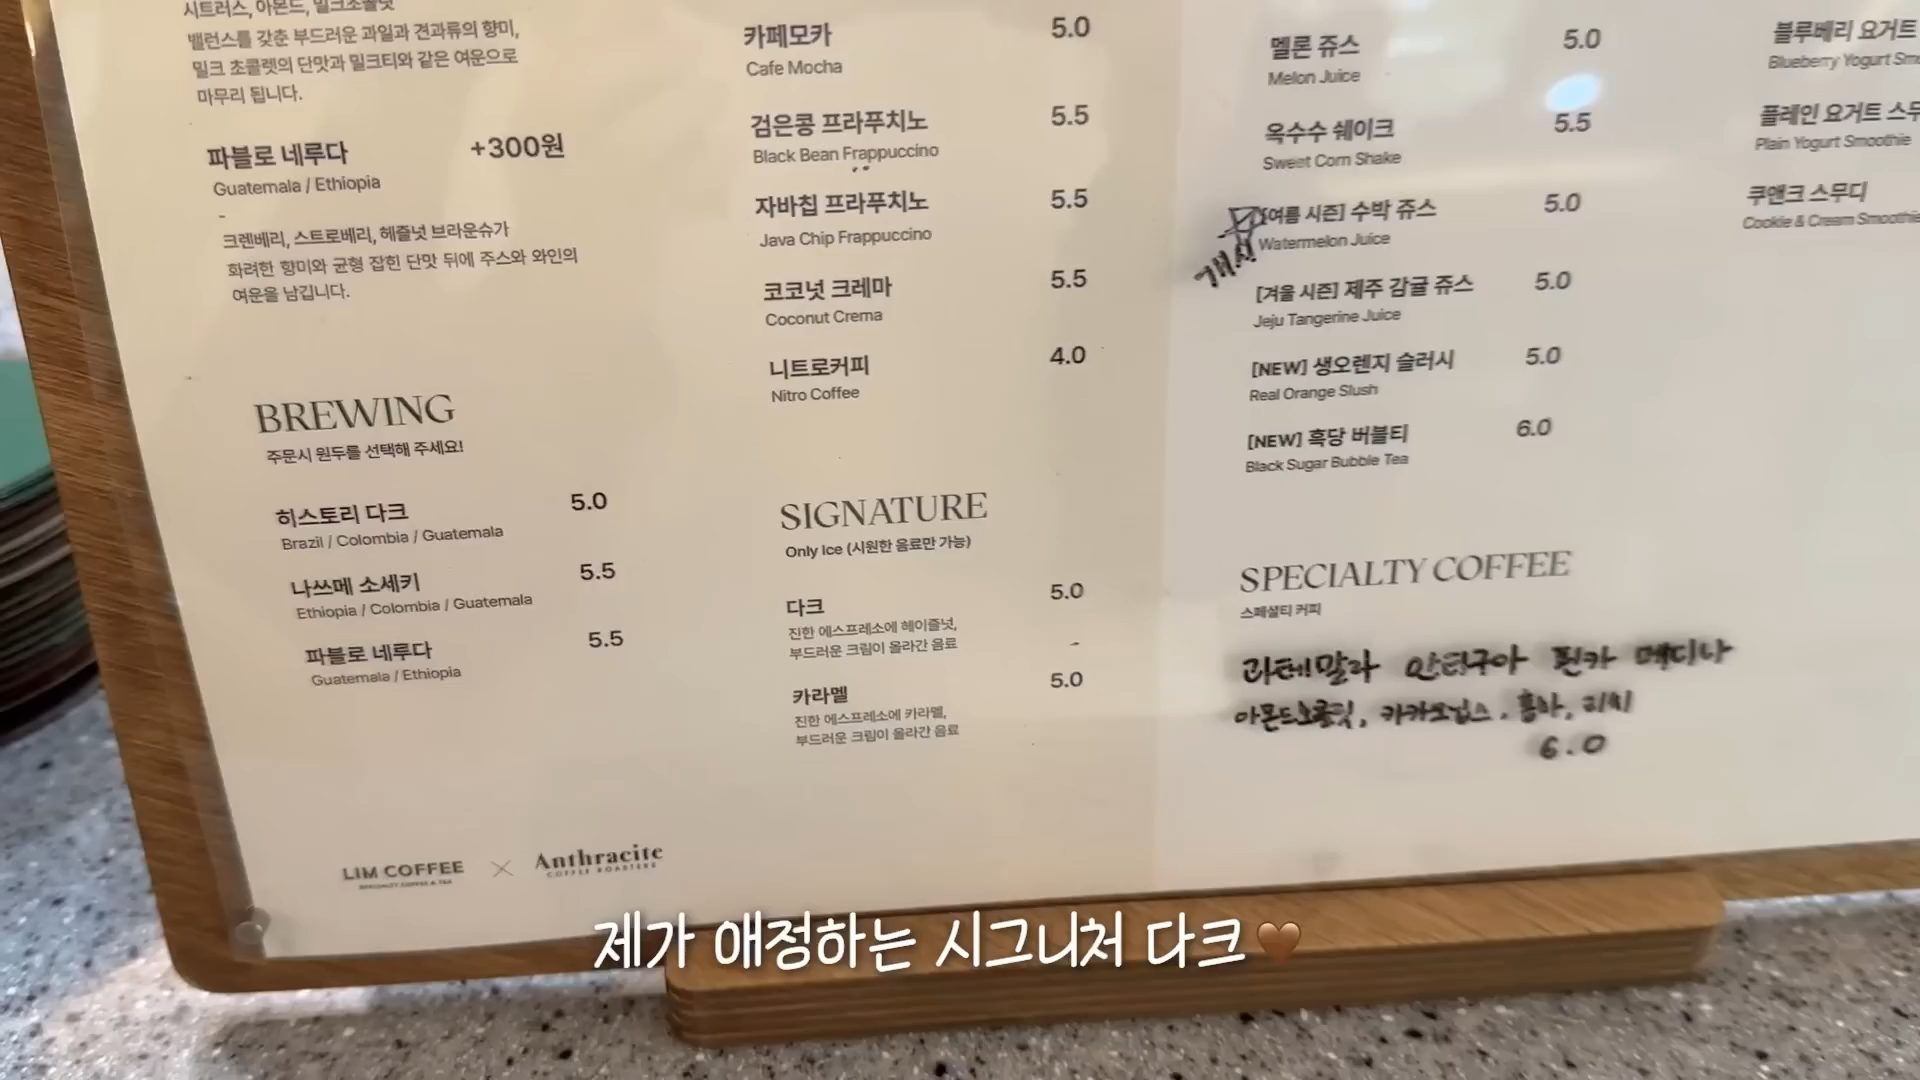 시트러스, 아몬드, 밀크초콜릿
밸런스를 갖춘 부드러운 과일과 견과류의 향미,
밀크 초콜렛의 단맛과 밀크티와 같은 여운으로
마무리 됩니다.
파블로 네루다 +300원
Guatemala / Ethiopia
-
크렌베리, 스트로베리, 헤즐넛 브라운슈가
화려한 향미와 균형 잡힌 단맛 뒤에 주스와 와인의
여운을 남깁니다.
BREWING
주문시 원두를 선택해 주세요!
히스토리 다크 5.0
Brazil / Colombia / Guatemala
나쓰메 소세키 5.5
Ethiopia / Colombia / Guatemala
파블로 네루다 5.5
Guatemala / Ethiopia
LIM COFFEE × Anthracite
COFFEE ROASTERS
카페모카 5.0
Cafe Mocha
검은콩 프라푸치노 5.5
Black Bean Frappuccino
자바칩 프라푸치노 5.5
Java Chip Frappuccino
코코넛 크레마 5.5
Coconut Crema
니트로커피 4.0
Nitro Coffee
SIGNATURE
Only Ice (시원한 음료만 가능)
다크 5.0
진한 에스프레소에 헤이즐넛,
부드러운 크림이 올라간 음료
-
카라멜 5.0
진한 에스프레소에 카라멜,
부드러운 크림이 올라간 음료
멜론 쥬스 5.0
Melon Juice
옥수수 쉐이크 5.5
Sweet Corn Shake
[여름 시즌] 수박 쥬스 5.0
Watermelon Juice
개시
[겨울 시즌] 제주 감귤 쥬스 5.0
Jeju Tangerine Juice
[NEW] 생오렌지 슬러시 5.0
Real Orange Slush
[NEW] 흑당 버블티 6.0
Black Sugar Bubble Tea
SPECIALTY COFFEE
스페셜티 커피
과테말라 안티구아 핀카 메디나
아몬드초콜릿, 카카오닙스, 홍차, 리치
6.0
블루베리 요거트
Blueberry Yogurt
플레인 요거트
Plain Yogurt Smoothie
쿠앤크 스무디
Cookie & Cream Smoothie
제가 애정하는 시그니처 다크🤎